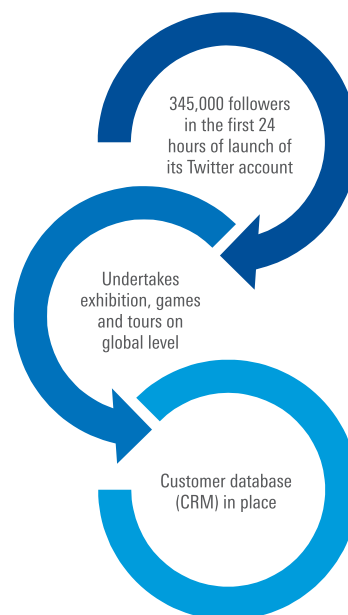 345,000 followers
in the first 24
hours of launch of
its Twitter account
Undertakes
exhibition, games
and tours on
global level
Customer database
(CRM) in place